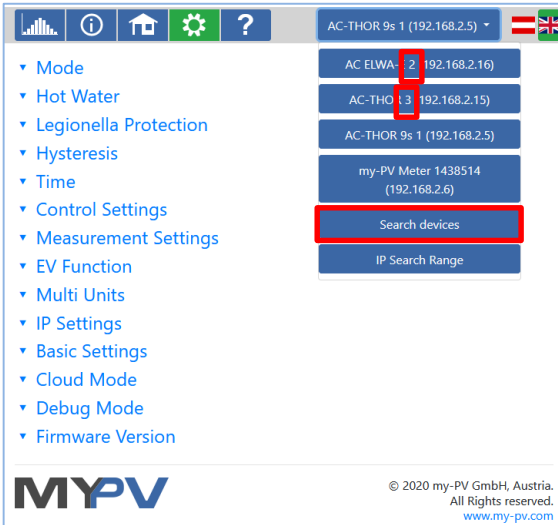 ?
AC-THOR 9s 1 (192.168.2.5)
Mode
Hot Water
Legionella Protection
Hysteresis
Time
Control Settings
Measurement Settings
EV Function
Multi Units
IP Settings
Basic Settings
Cloud Mode
Debug Mode
Firmware Version
AC ELWA-E 2 (192.168.2.16)
AC-THOR 3 (192.168.2.15)
AC-THOR 9s 1 (192.168.2.5)
my-PV Meter 1438514
(192.168.2.6)
Search devices
IP Search Range
MYPV
© 2020 my-PV GmbH, Austria.
All Rights reserved.
www.my-pv.com